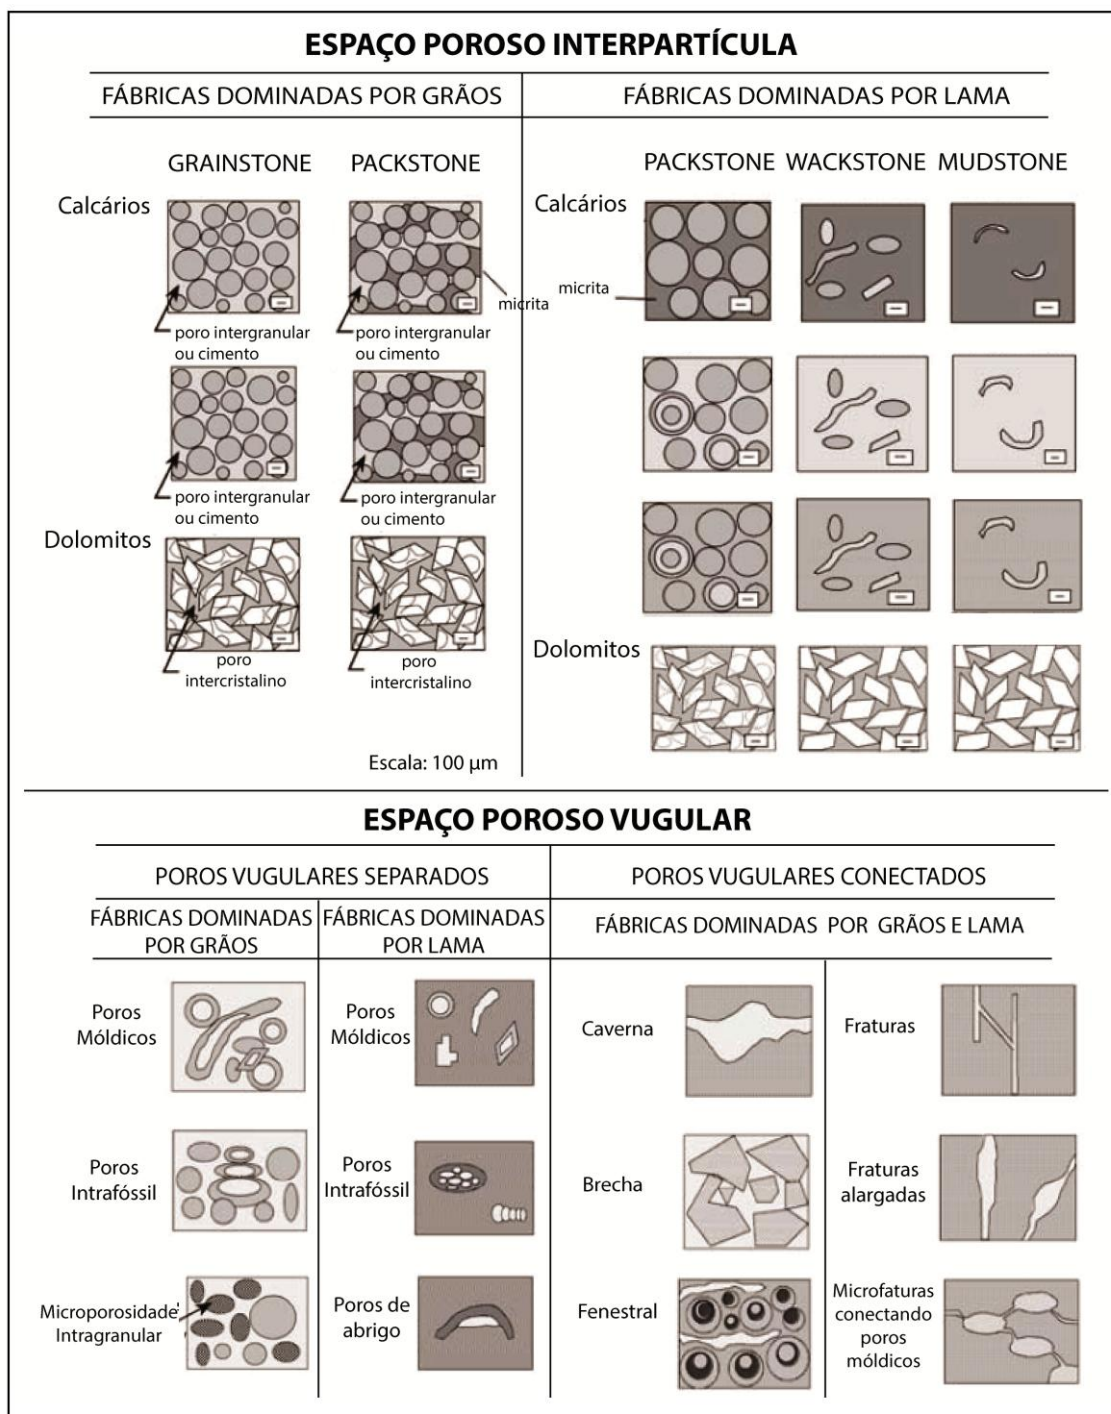 ESPAÇO POROSO INTERPARTÍCULA
FÁBRICAS DOMINADAS POR GRÃOS
FÁBRICAS DOMINADAS POR LAMA
GRAINSTONE
PACKSTONE
Calcários
micrita
poro intergranular
ou cimento
poro intergranular
ou cimento
poro intergranular
ou cimento
poro intergranular
ou cimento
Dolomitos
poro
intercristalino
poro
intercristalino
Escala: 100 µm
PACKSTONE
WACKSTONE
MUDSTONE
Calcários
micrita
Dolomitos
ESPAÇO POROSO VUGULAR
POROS VUGULARES SEPARADOS
POROS VUGULARES CONECTADOS
FÁBRICAS DOMINADAS
POR GRÃOS
FÁBRICAS DOMINADAS
POR LAMA
FÁBRICAS DOMINADAS POR GRÃOS E LAMA
Poros
Móldicos
Poros
Móldicos
Caverna
Fraturas
Poros
Intrafóssil
Poros
Intrafóssil
Brecha
Fraturas
alargadas
Microporosidade
Intragranular
Poros de
abrigo
Fenestral
Microfaturas
conectando
poros
móldicos